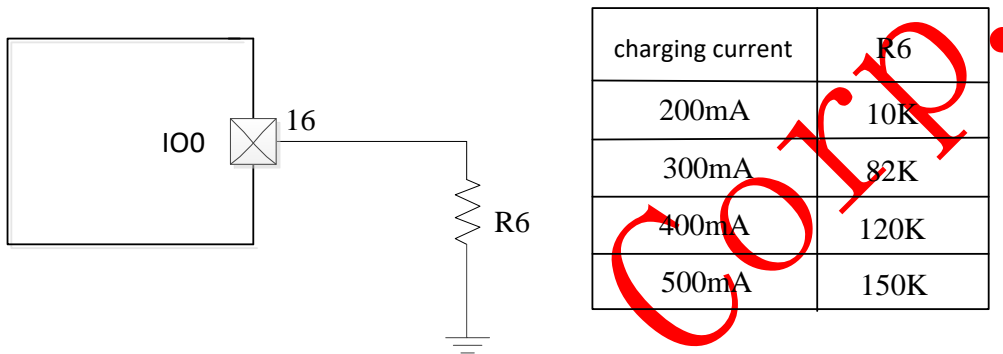 IO0
16
R6
charging current R6
200mA 10K
300mA 82K
400mA 120K
500mA 150K
Corp.